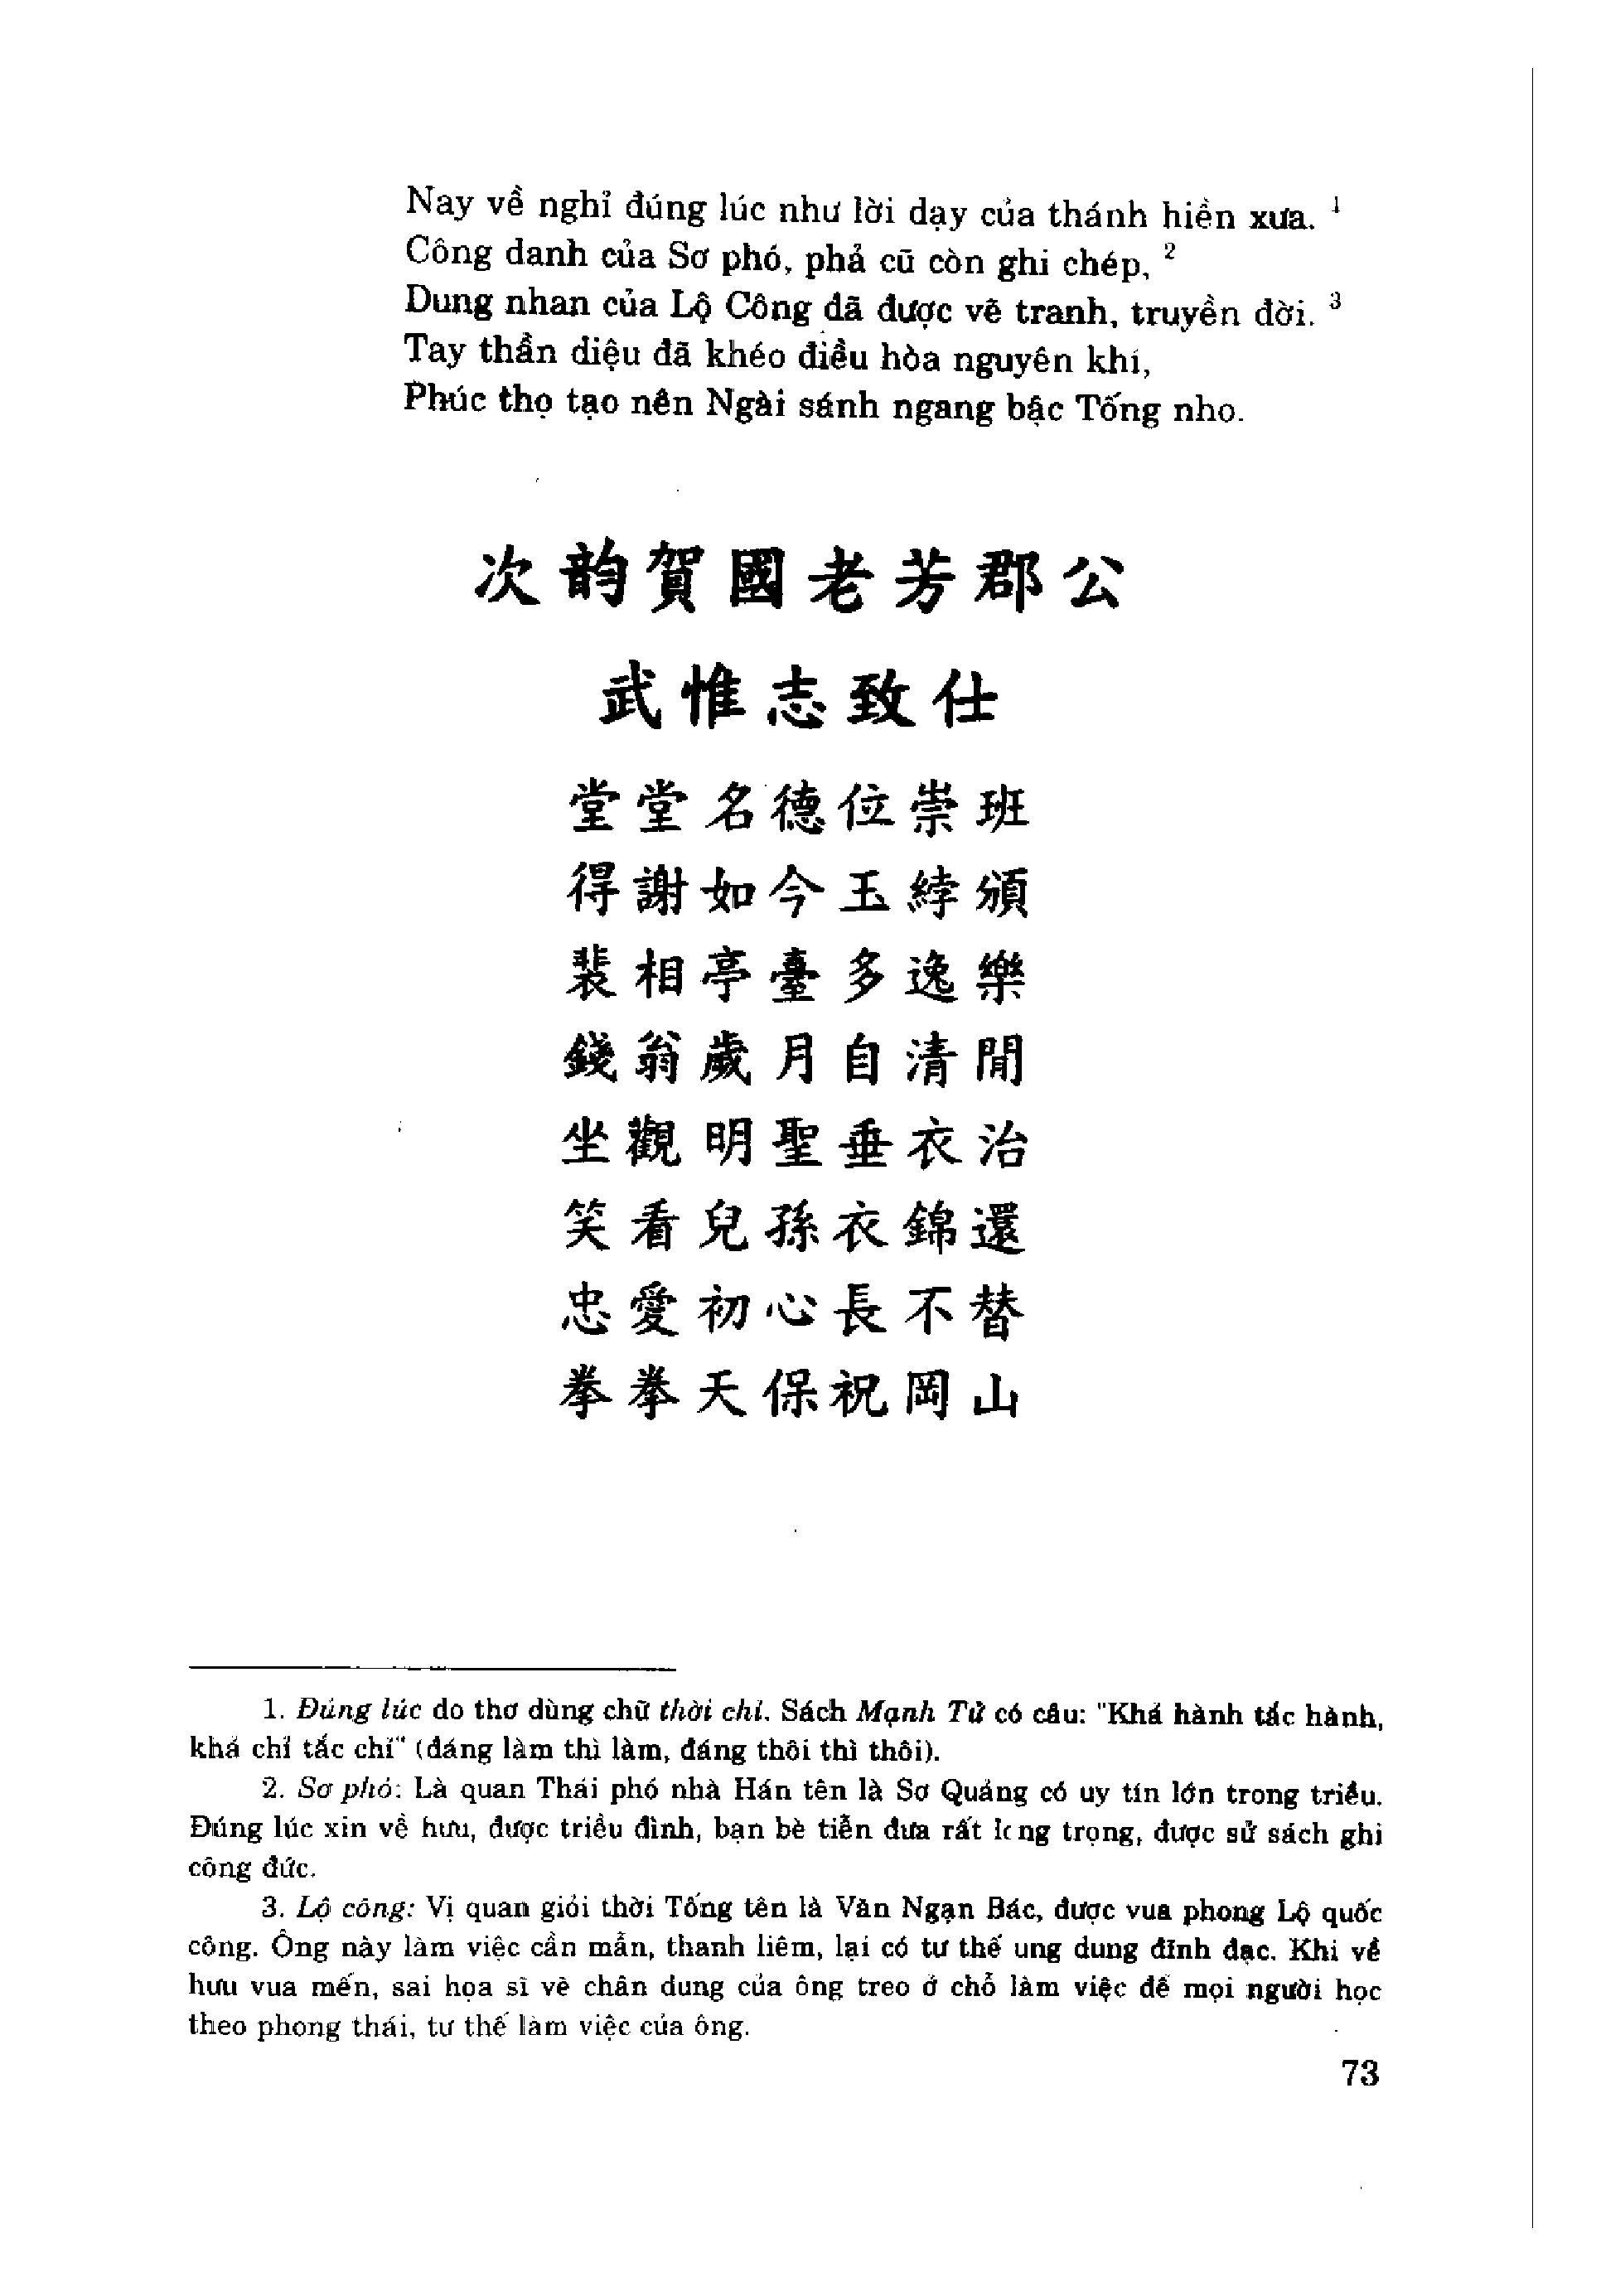 Nay về nghỉ đúng lúc như lời dạy của thánh hiền xưa. 1
Công danh của Sơ phó, phả cũ còn ghi chép, 2
Dung nhan của Lộ Công đã được vẽ tranh, truyền đời. 3
Tay thần diệu đã khéo điều hòa nguyên khí,
Phúc thọ tạo nên Ngài sánh ngang bậc Tống nho.
次韵賀國老芳郡公
武惟志致仕
堂堂名德位崇班
得謝如今玉綍頒
裴相亭臺多逸樂
錢翁歲月自清閒
坐觀明聖垂衣治
笑看兒孫衣錦還
忠愛初心長不替
拳拳天保祝岡山
1. Đúng lúc do thơ dùng chữ thời chỉ. Sách Mạnh Tử có câu: "Khả hành tắc hành,
khả chỉ tắc chỉ" (đáng làm thì làm, đáng thôi thì thôi).
2. Sơ phó: Là quan Thái phó nhà Hán tên là Sơ Quảng có uy tín lớn trong triều.
Đúng lúc xin về hưu, được triều đình, bạn bè tiễn đưa rất long trọng, được sử sách ghi
công đức.
3. Lộ công: Vị quan giỏi thời Tống tên là Văn Ngạn Bác, được vua phong Lộ quốc
công. Ông này làm việc cần mẫn, thanh liêm, lại có tư thế ung dung đĩnh đạc. Khi về
hưu vua mến, sai họa sĩ vẽ chân dung của ông treo ở chỗ làm việc để mọi người học
theo phong thái, tư thế làm việc của ông.
73